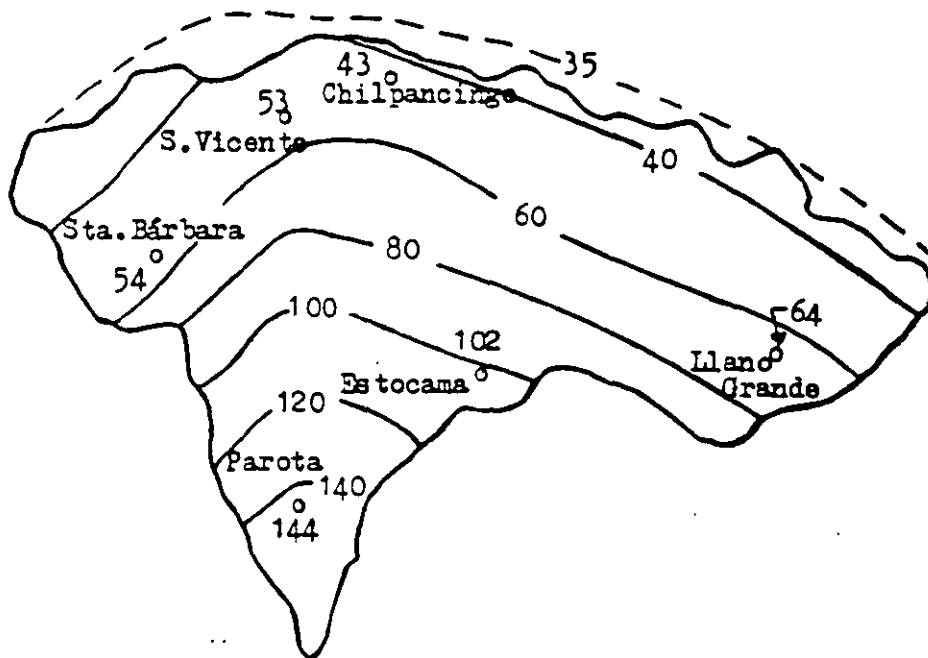 35
43
Chilpancingo
53
S.Vicente
40
Sta.Bárbara
54
60
80
100
102
Estocama
64
Llano
Grande
120
Parota
140
144